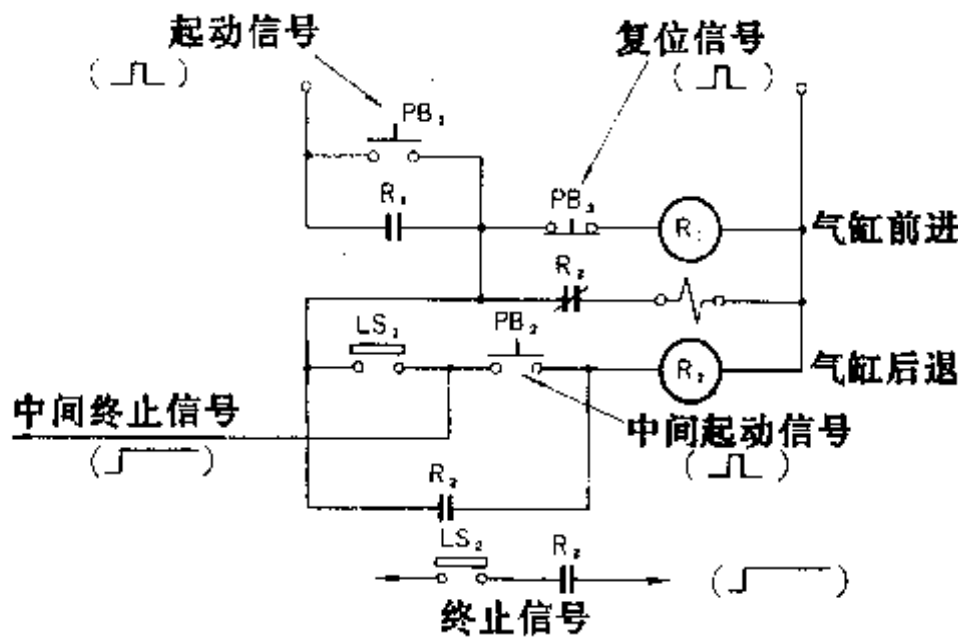 起动信号
复位信号
PB₁
R₁
PB₃
R₁
气缸前进
R₂
LS₁
PB₂
R₂
气缸后退
中间终止信号
中间起动信号
R₂
LS₂
R₂
终止信号